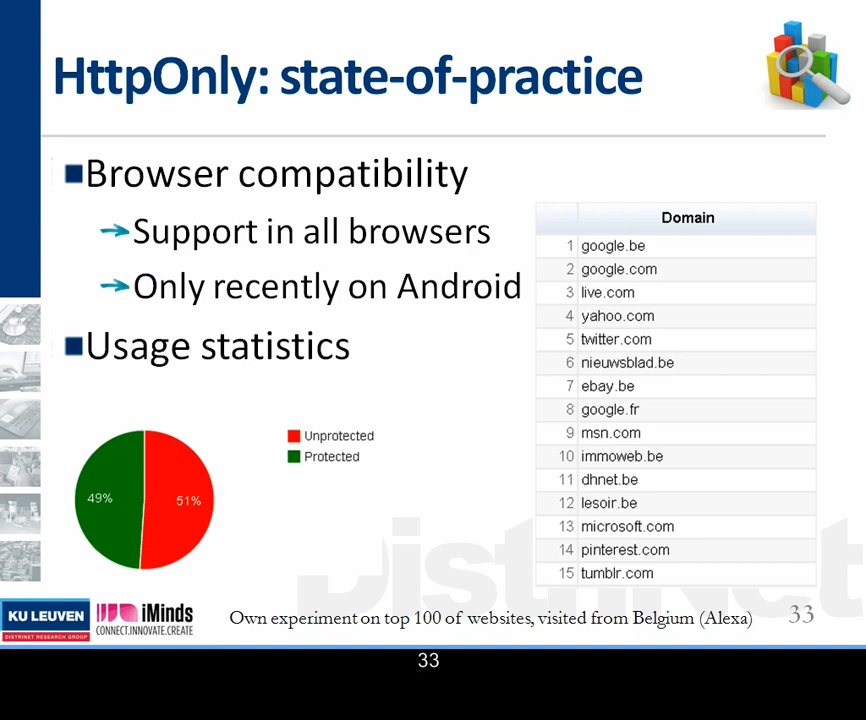 HttpOnly: state-of-practice
Browser compatibility
Support in all browsers
Only recently on Android
Usage statistics
Domain
1 google.be
2 google.com
3 live.com
4 yahoo.com
5 twitter.com
6 nieuwsblad.be
7 ebay.be
8 google.fr
9 msn.com
10 immoweb.be
11 dhnet.be
12 lesoir.be
13 microsoft.com
14 pinterest.com
15 tumblr.com
Unprotected
Protected
49%
51%
DistriNet
KU LEUVEN
DISTRINET RESEARCH GROUP
iMinds
CONNECT.INNOVATE.CREATE
Own experiment on top 100 of websites, visited from Belgium (Alexa)
33
33